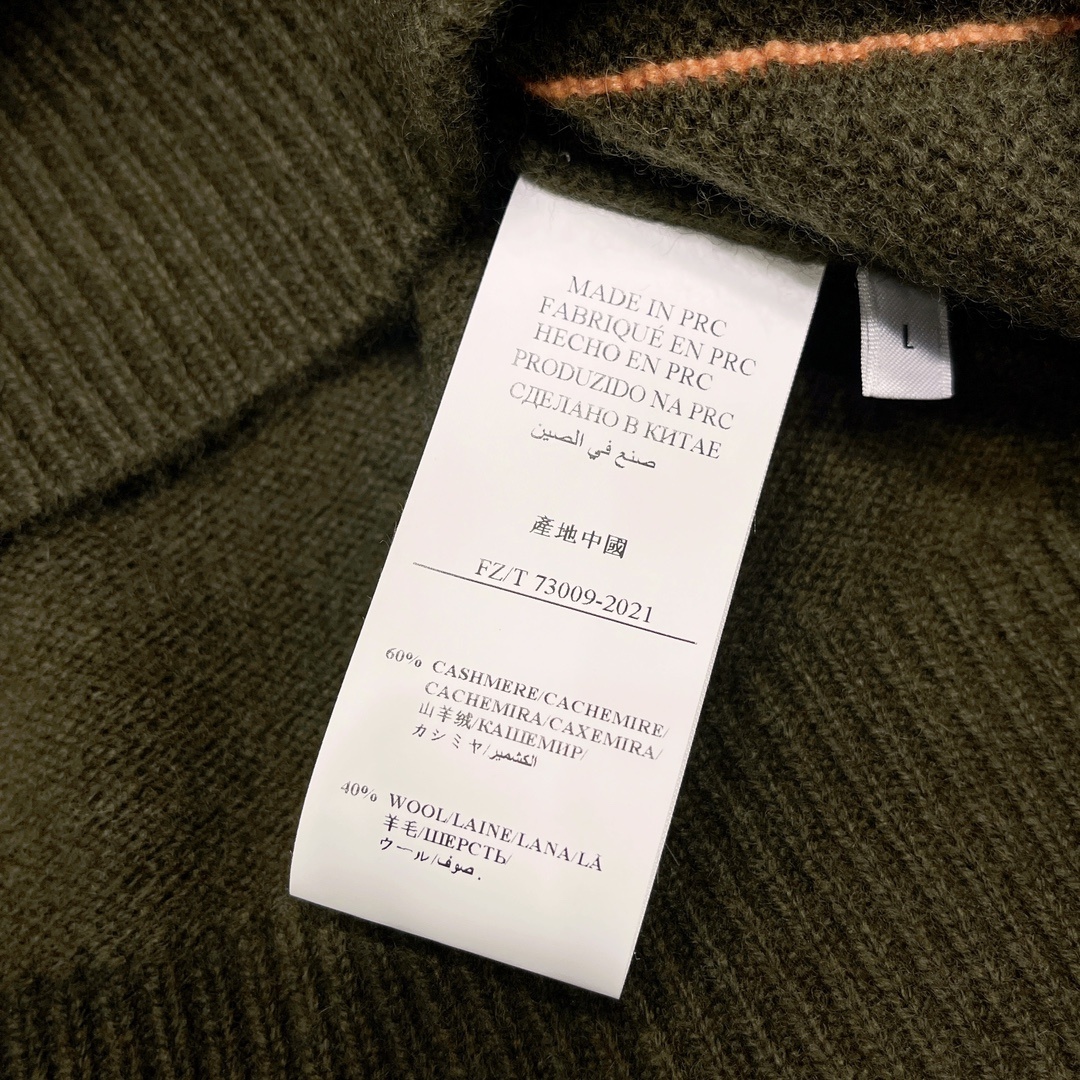 MADE IN PRC
FABRIQUÉ EN PRC
HECHO EN PRC
PRODUZIDO NA PRC
СДЕЛАНО В КИТАЕ
صنع في الصين
產地中國
FZ/T 73009-2021
60% CASHMERE/CACHEMIRE/
CACHEMIRA/CAXEMIRA/
山羊绒/КАШЕМИР/
カシミヤ/الكشمير
40% WOOL/LAINE/LANA/LÃ
羊毛/ШЕРСТЬ/
ウール/صوف.
L